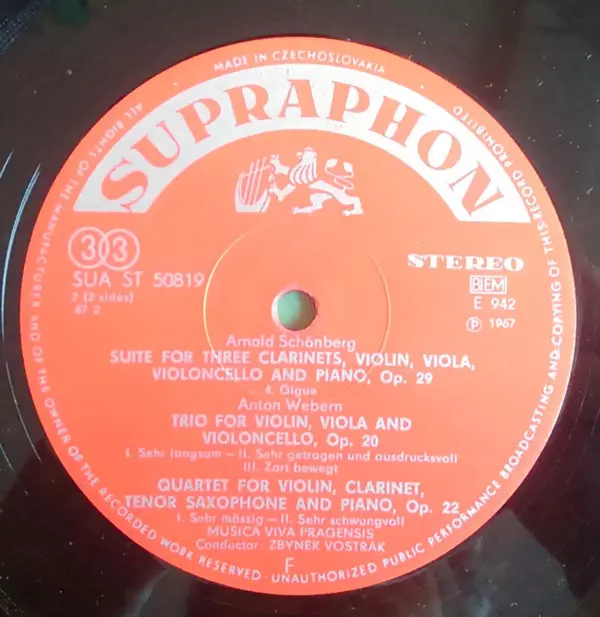 MADE IN CZECHOSLOVAKIA
ALL RIGHTS OF THE MANUFACTURER AND OF THE OWNER OF THE RECORDED WORK RESERVED - UNAUTHORIZED PUBLIC PERFORMANCE BROADCASTING AND COPYING OF THIS RECORD PROHIBITED
SUPRAPHON
33
SUA ST 50819
2 (2 sides)
67 2
STEREO
BIEM
E 942
Ⓟ 1967
Arnold Schönberg
SUITE FOR THREE CLARINETS, VIOLIN, VIOLA,
VIOLONCELLO AND PIANO, Op. 29
4. Gigue
Anton Webern
TRIO FOR VIOLIN, VIOLA AND
VIOLONCELLO, Op. 20
I. Sehr langsam — II. Sehr getragen und ausdrucksvoll
III. Zart bewegt
QUARTET FOR VIOLIN, CLARINET,
TENOR SAXOPHONE AND PIANO, Op. 22
I. Sehr mässig — II. Sehr schwungvoll
MUSICA VIVA PRAGENSIS
Conductor: ZBYNĚK VOSTŘÁK
F